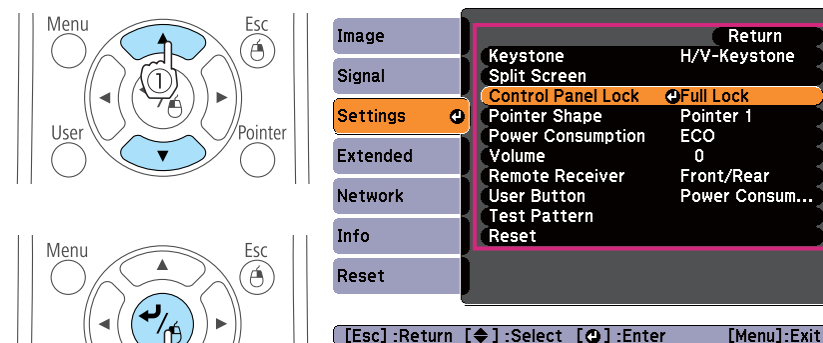 Menu
Esc
①
User
Pointer
Menu
Esc
Image
Signal
Settings
Extended
Network
Info
Reset
Return
Keystone H/V-Keystone
Split Screen
Control Panel Lock Full Lock
Pointer Shape Pointer 1
Power Consumption ECO
Volume 0
Remote Receiver Front/Rear
User Button Power Consum...
Test Pattern
Reset
[Esc] :Return [◆] :Select [⏎] :Enter [Menu]:Exit